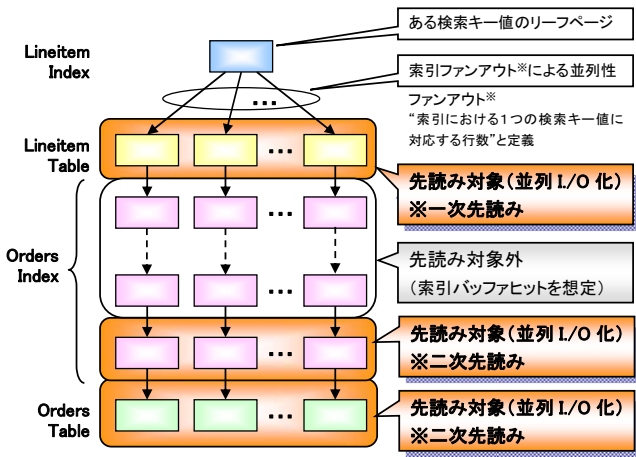 ある検索キー値のリーフページ
Lineitem
Index
索引ファンアウト※による並列性
...
ファンアウト※
“索引における1つの検索キー値に
対応する行数”と定義
Lineitem
Table
...
先読み対象(並列 I./O 化)
※一次先読み
...
Orders
Index
先読み対象外
(索引バッファヒットを想定)
...
...
先読み対象(並列 I./O 化)
※二次先読み
Orders
Table
...
先読み対象(並列 I./O 化)
※二次先読み